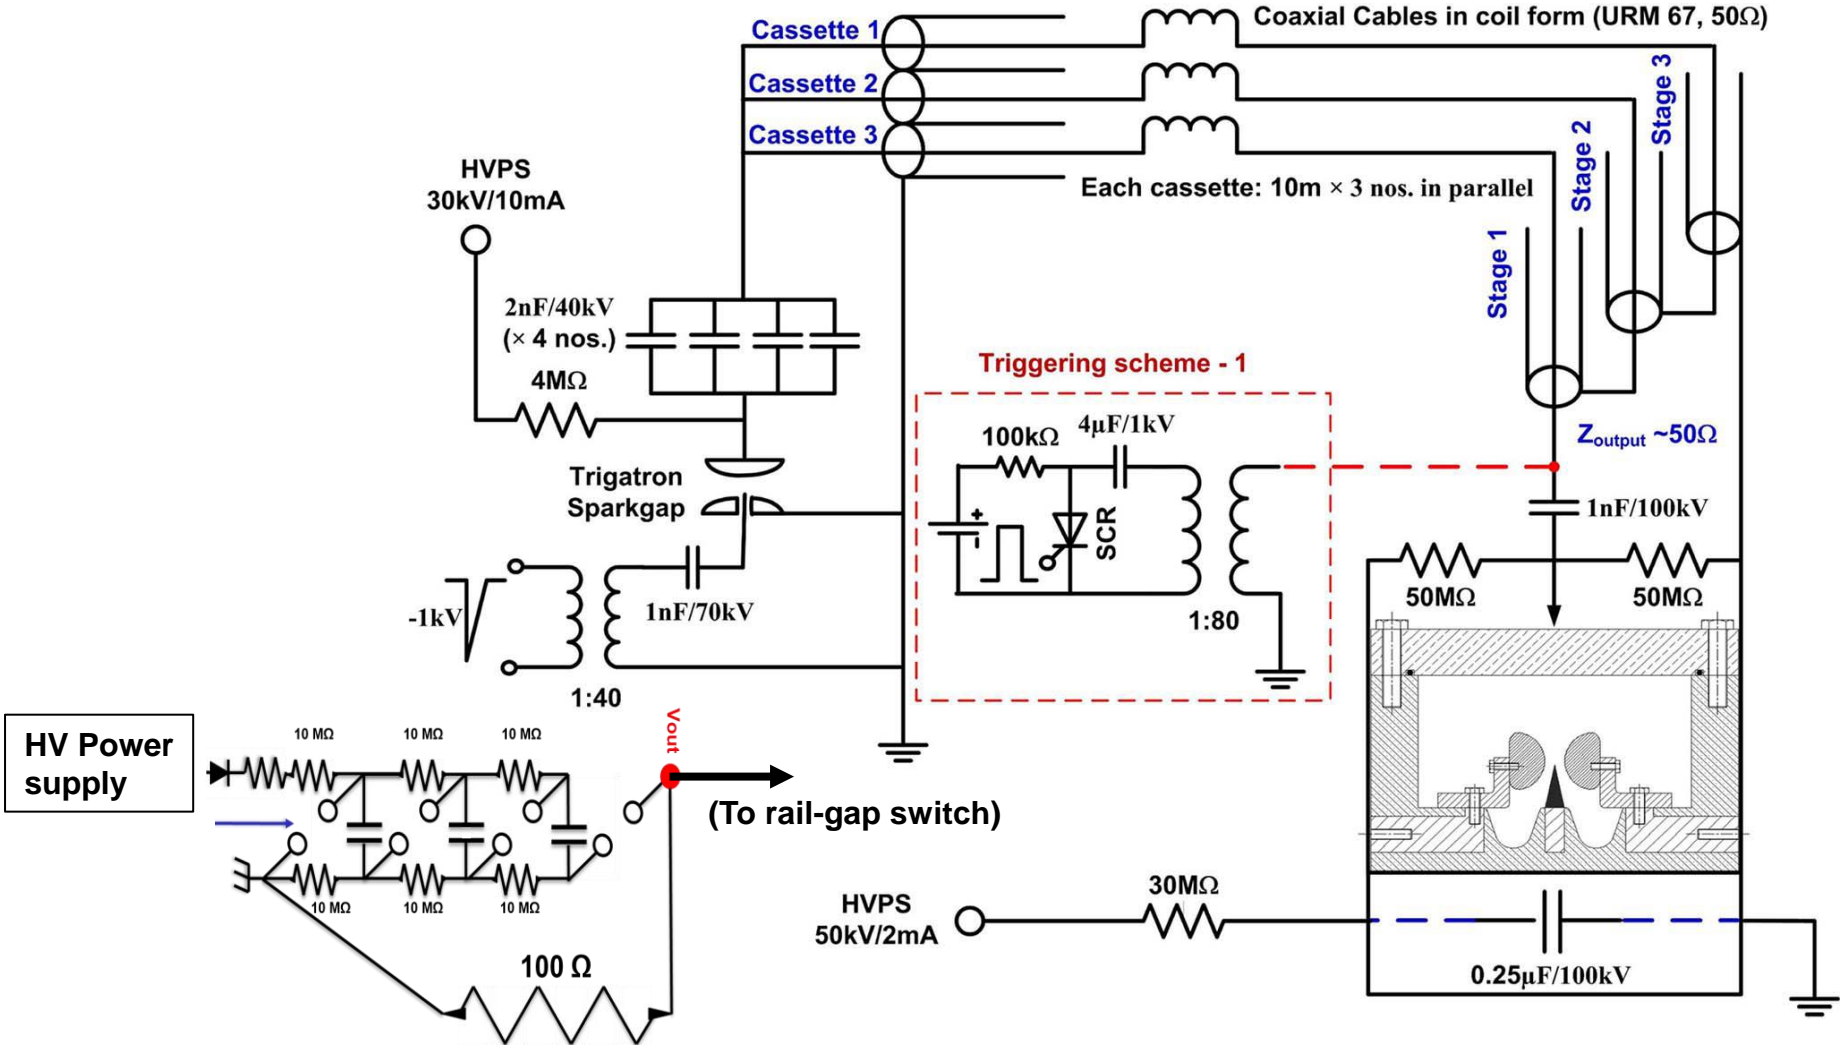 Coaxial Cables in coil form (URM 67, 50Ω)
Cassette 1
Cassette 2
Cassette 3
Each cassette: 10m × 3 nos. in parallel
Stage 1
Stage 2
Stage 3
HVPS
30kV/10mA
2nF/40kV
(× 4 nos.)
4MΩ
Trigatron
Sparkgap
-1kV
1nF/70kV
1:40
Triggering scheme - 1
100kΩ
4µF/1kV
+
-
SCR
1:80
Zoutput ~50Ω
1nF/100kV
50MΩ
50MΩ
HV Power
supply
10 MΩ
10 MΩ
10 MΩ
10 MΩ
10 MΩ
10 MΩ
100 Ω
Vout
(To rail-gap switch)
HVPS
50kV/2mA
30MΩ
0.25µF/100kV